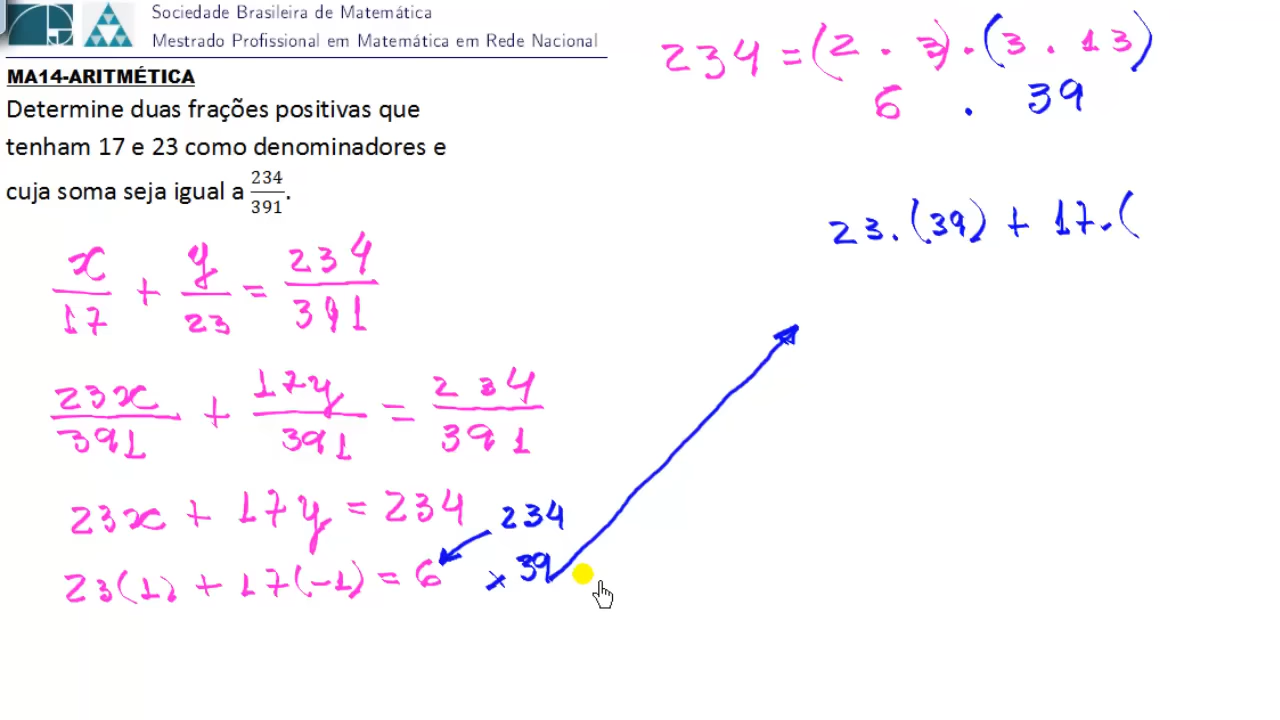 Sociedade Brasileira de Matemática
Mestrado Profissional em Matemática em Rede Nacional
MA14-ARITMÉTICA
Determine duas frações positivas que
tenham 17 e 23 como denominadores e
cuja soma seja igual a 234/391.
x/17 + y/23 = 234/391
23x/391 + 17y/391 = 234/391
23x + 17y = 234
23(1) + 17(-1) = 6
234
x 39
234 = (2 . 3) . (3 . 13)
6 . 39
23.(39) + 17.(